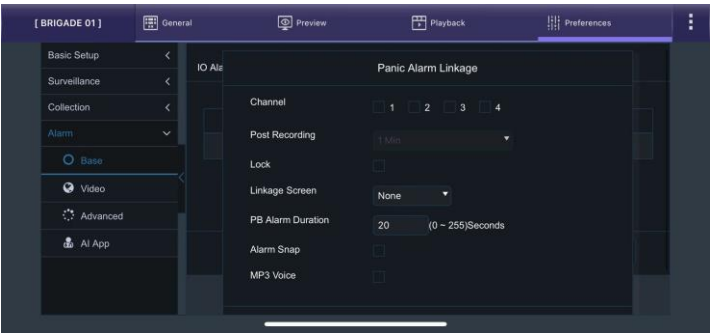 [ BRIGADE 01 ] General Preview Playback Preferences
Basic Setup
Surveillance
Collection
Alarm
Base
Video
Advanced
AI App
IO Ala
Panic Alarm Linkage
Channel 1 2 3 4
Post Recording 1 Min
Lock
Linkage Screen None
PB Alarm Duration 20 (0 ~ 255)Seconds
Alarm Snap
MP3 Voice